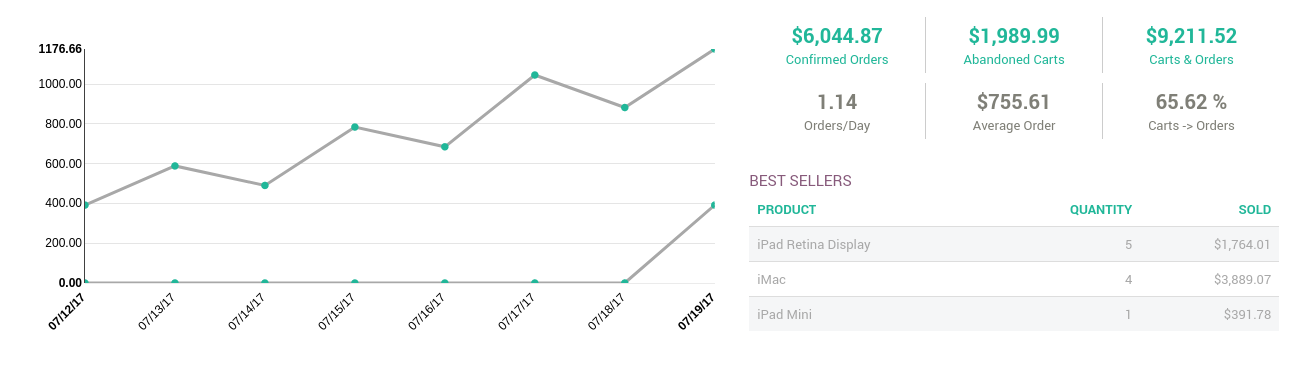 1176.66
1000.00
800.00
600.00
400.00
200.00
0.00
07/12/17 07/13/17 07/14/17 07/15/17 07/16/17 07/17/17 07/18/17 07/19/17
$6,044.87 $1,989.99 $9,211.52
Confirmed Orders Abandoned Carts Carts & Orders
1.14 $755.61 65.62 %
Orders/Day Average Order Carts -> Orders
BEST SELLERS
PRODUCT QUANTITY SOLD
iPad Retina Display 5 $1,764.01
iMac 4 $3,889.07
iPad Mini 1 $391.78